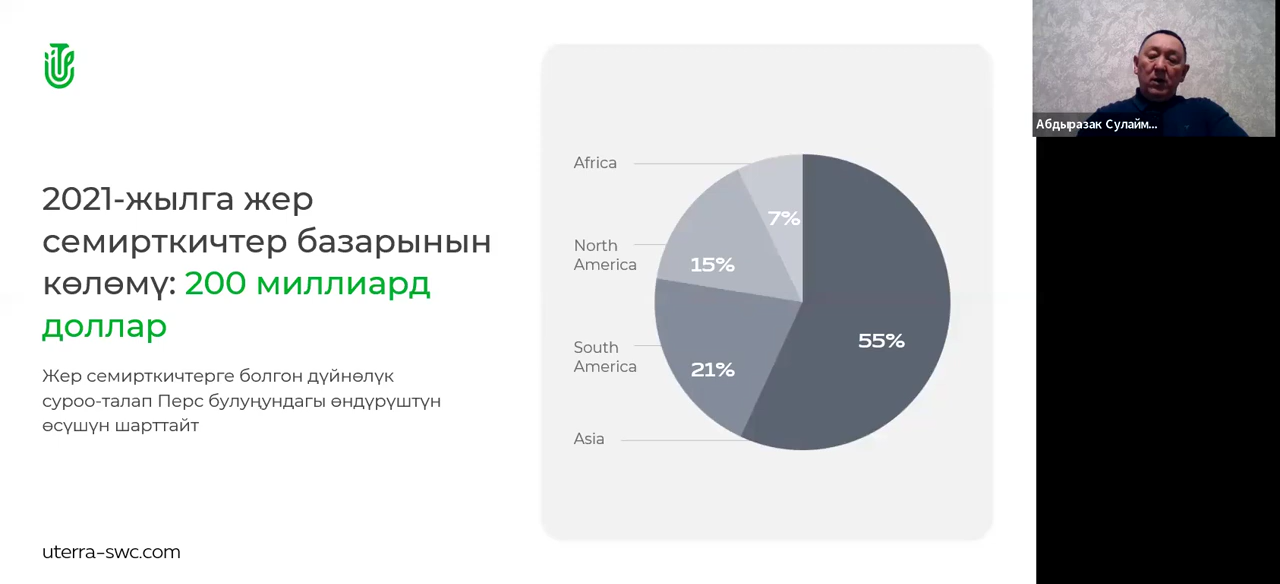 2021-жылга жер
семирткичтер базарынын
көлөмү: 200 миллиард
доллар
Жер семирткичтерге болгон дүйнөлүк
суроо-талап Перс булуңундагы өндүрүштүн
өсүшүн шарттайт
uterra-swc.com
Africa
North
America
South
America
Asia
7%
15%
21%
55%
Абдыразак Сулайм...